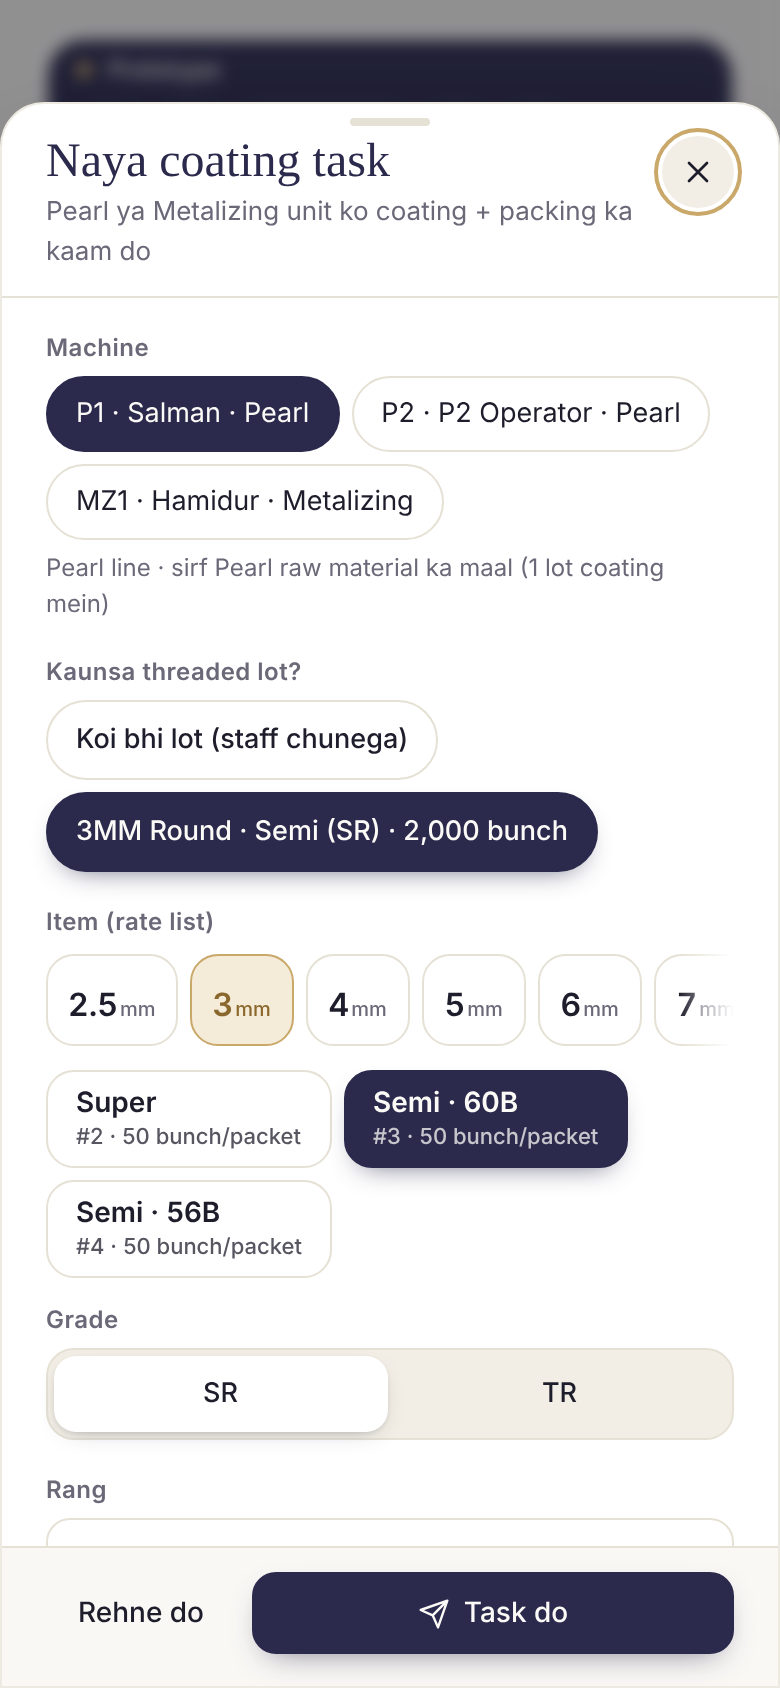 Prototype
Naya coating task
Pearl ya Metalizing unit ko coating + packing ka
kaam do
Machine
P1 · Salman · Pearl
P2 · P2 Operator · Pearl
MZ1 · Hamidur · Metalizing
Pearl line · sirf Pearl raw material ka maal (1 lot coating
mein)
Kaunsa threaded lot?
Koi bhi lot (staff chunega)
3MM Round · Semi (SR) · 2,000 bunch
Item (rate list)
2.5mm 3mm 4mm 5mm 6mm 7mm
Super
#2 · 50 bunch/packet
Semi · 60B
#3 · 50 bunch/packet
Semi · 56B
#4 · 50 bunch/packet
Grade
SR TR
Rang
Rehne do
Task do